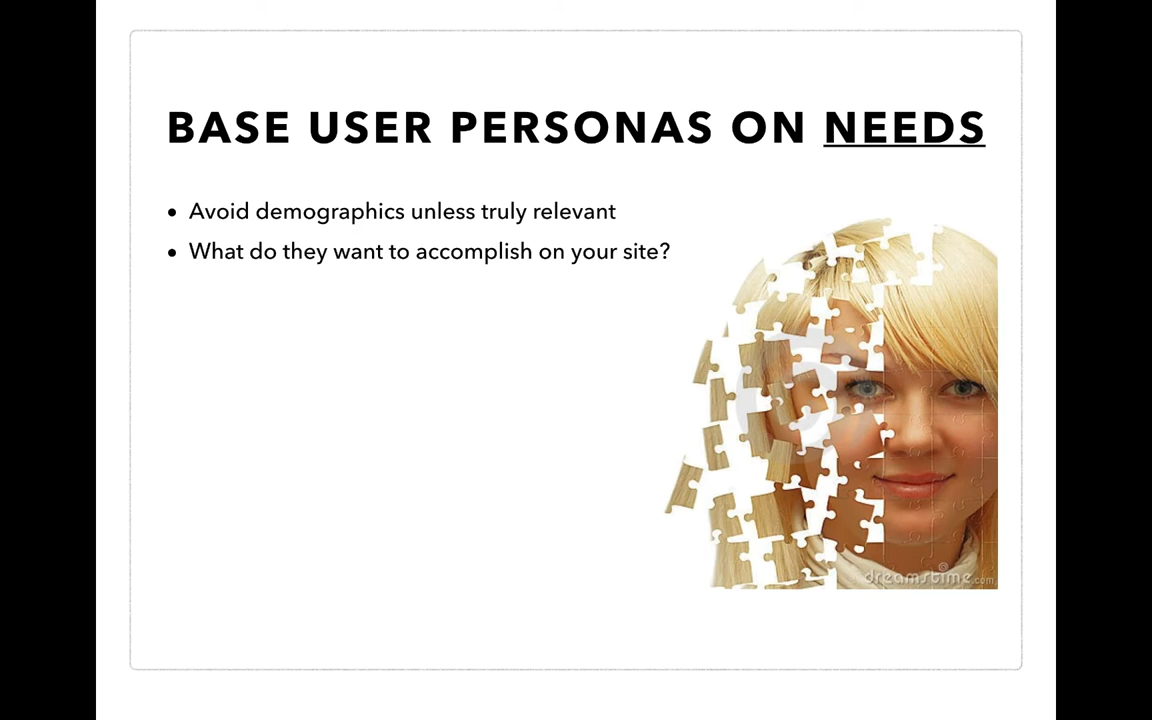 BASE USER PERSONAS ON NEEDS
• Avoid demographics unless truly relevant
• What do they want to accomplish on your site?
dreamstime.com